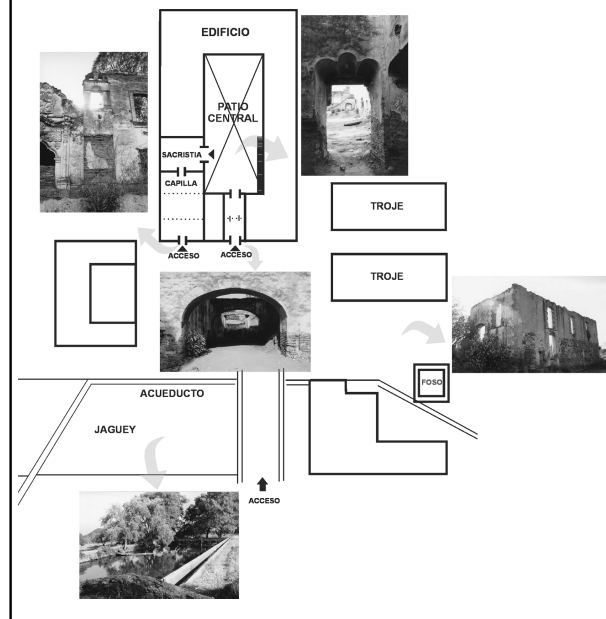 EDIFICIO
PATIO
CENTRAL
SACRISTIA
CAPILLA
ACCESO
ACCESO
TROJE
TROJE
FOSO
ACUEDUCTO
JAGUEY
ACCESO